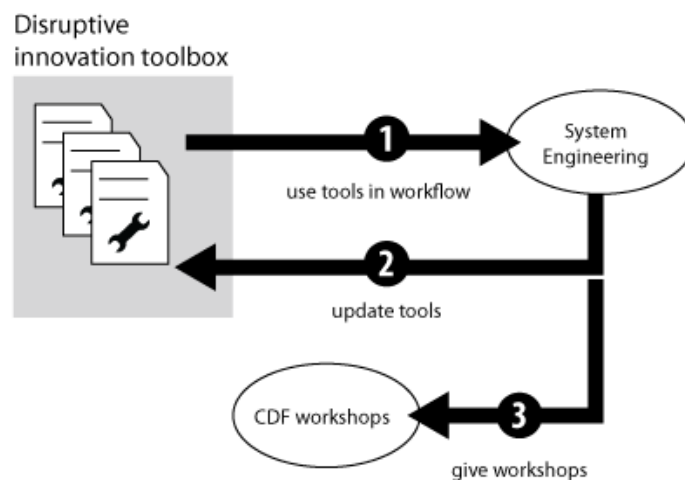 Disruptive
innovation toolbox
1
System
Engineering
use tools in workflow
2
update tools
CDF workshops
3
give workshops